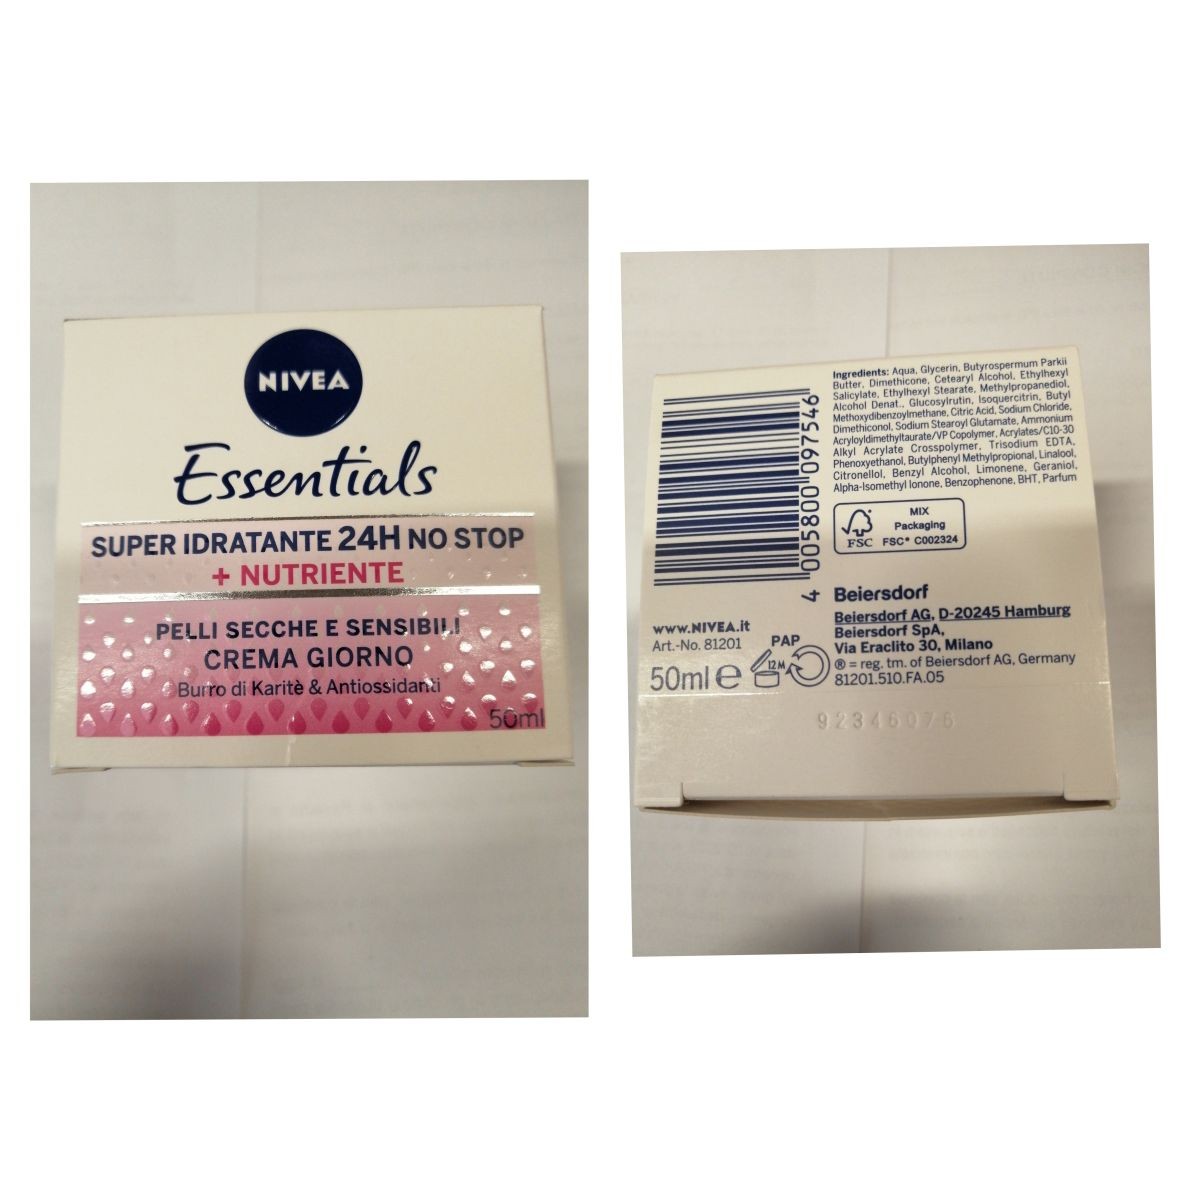 NIVEA
Essentials
SUPER IDRATANTE 24H NO STOP
+ NUTRIENTE
PELLI SECCHE E SENSIBILI
CREMA GIORNO
Burro di Karitè & Antiossidanti
50ml
Ingredients: Aqua, Glycerin, Butyrospermum Parkii
Butter, Dimethicone, Cetearyl Alcohol, Ethylhexyl
Salicylate, Ethylhexyl Stearate, Methylpropanediol,
Alcohol Denat., Glucosylrutin, Isoquercitrin, Butyl
Methoxydibenzoylmethane, Citric Acid, Sodium Chloride,
Dimethiconol, Sodium Stearoyl Glutamate, Ammonium
Acryloyldimethyltaurate/VP Copolymer, Acrylates/C10-30
Alkyl Acrylate Crosspolymer, Trisodium EDTA,
Phenoxyethanol, Butylphenyl Methylpropional, Linalool,
Citronellol, Benzyl Alcohol, Limonene, Geraniol,
Alpha-Isomethyl Ionone, Benzophenone, BHT, Parfum
4 005800 097546
FSC
MIX
Packaging
FSC® C002324
Beiersdorf
Beiersdorf AG, D-20245 Hamburg
Beiersdorf SpA,
Via Eraclito 30, Milano
® = reg. tm. of Beiersdorf AG, Germany
81201.510.FA.05
www.NIVEA.it
Art.-No. 81201
50ml e
12M
PAP
92346076